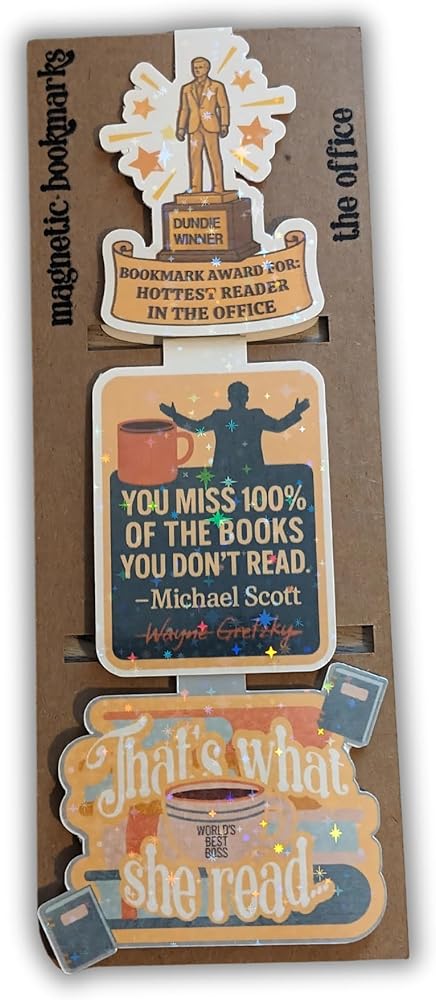 magnetic bookmarks
the office
DUNDIE
WINNER
BOOKMARK AWARD FOR:
HOTTEST READER
IN THE OFFICE
YOU MISS 100%
OF THE BOOKS
YOU DON'T READ.
–Michael Scott
Wayne Gretzky
That's what
WORLD'S
BEST
BOSS
she read...